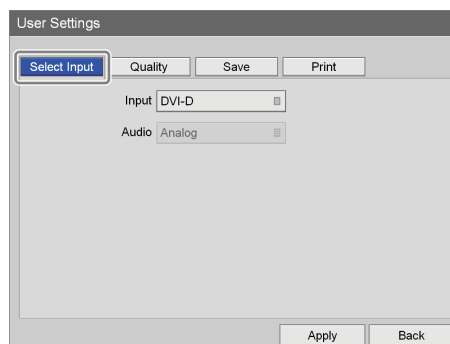 User Settings
Select Input Quality Save Print
Input DVI-D
Audio Analog
Apply Back